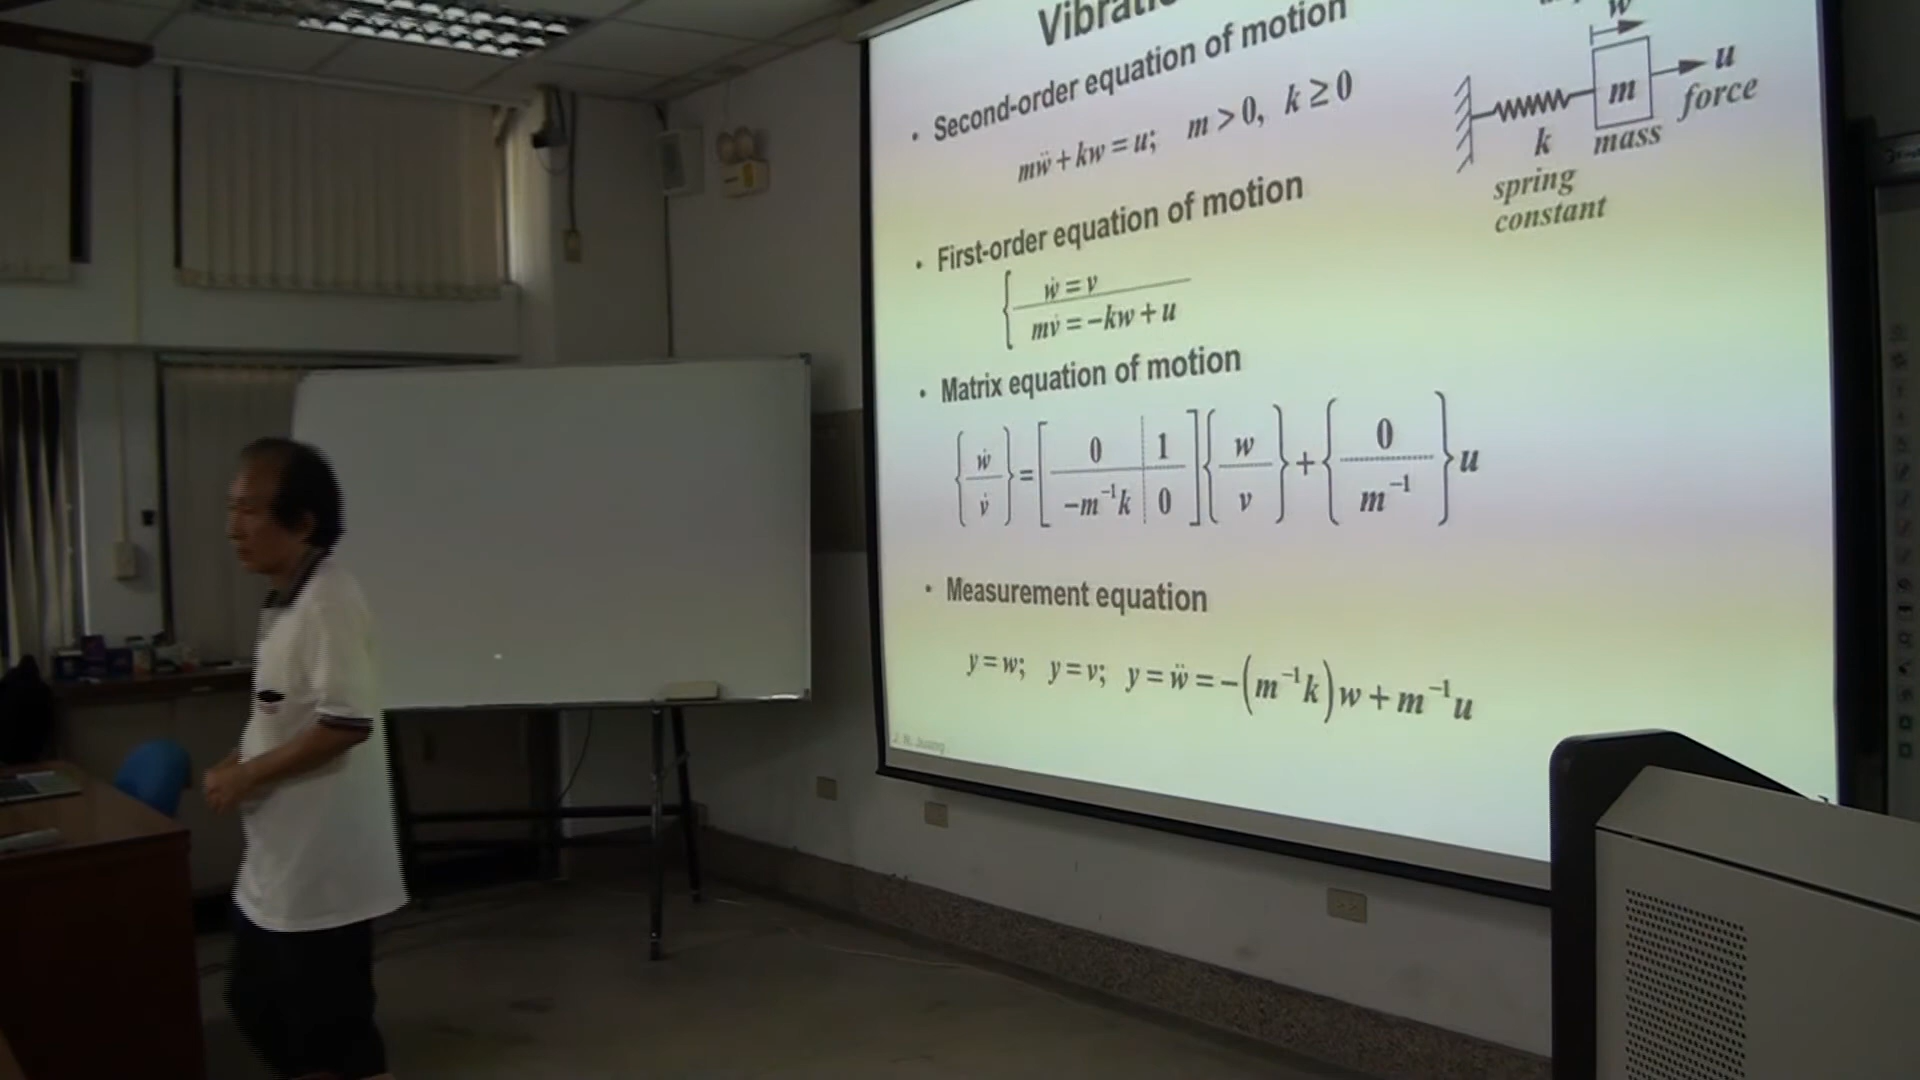 Vibratio
• Second-order equation of motion
mẅ + kw = u; m > 0, k ≥ 0
w
m
u
force
k
mass
spring
constant
• First-order equation of motion
ẇ = v
mv̇ = −kw + u
• Matrix equation of motion
{ẇ / v̇} = [0 1 / −m⁻¹k 0] {w / v} + {0 / m⁻¹} u
• Measurement equation
y = w; y = v; y = ẅ = −(m⁻¹k)w + m⁻¹u
J. N. Juang